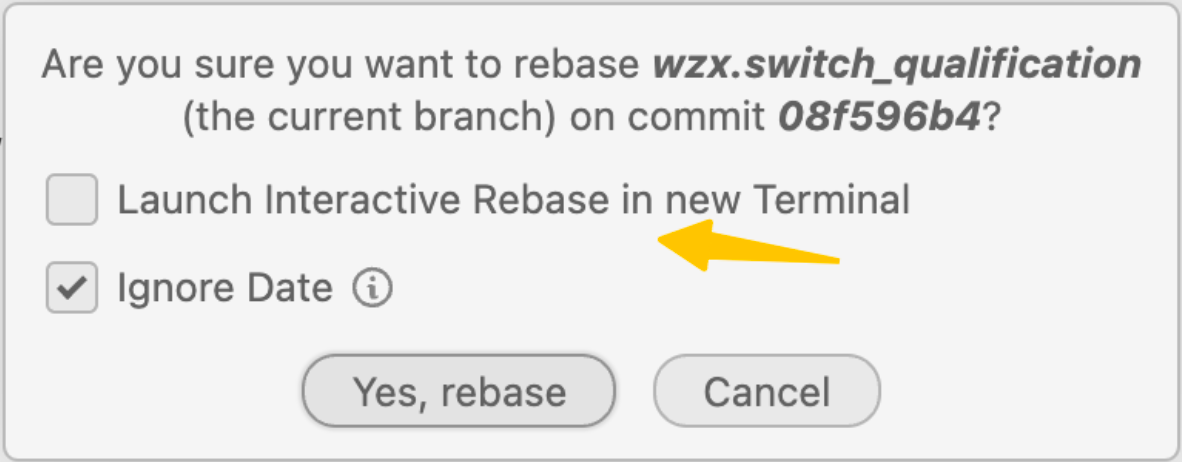 Are you sure you want to rebase wzx.switch_qualification
(the current branch) on commit 08f596b4?
Launch Interactive Rebase in new Terminal
Ignore Date
Yes, rebase
Cancel